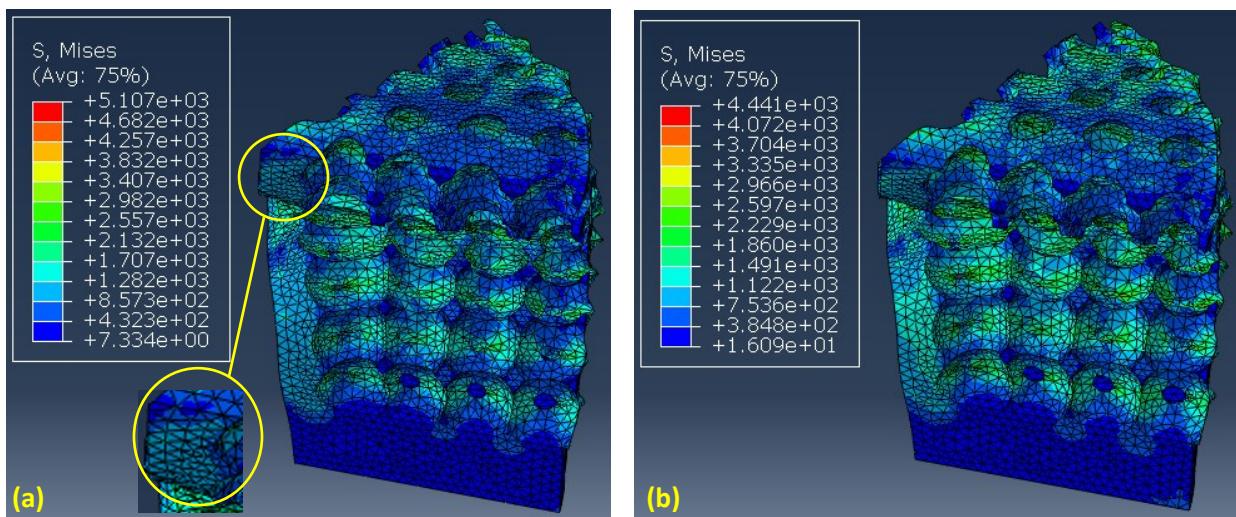 S, Mises
(Avg: 75%)
+5.107e+03
+4.682e+03
+4.257e+03
+3.832e+03
+3.407e+03
+2.982e+03
+2.557e+03
+2.132e+03
+1.707e+03
+1.282e+03
+8.573e+02
+4.323e+02
+7.334e+00
(a)
S, Mises
(Avg: 75%)
+4.441e+03
+4.072e+03
+3.704e+03
+3.335e+03
+2.966e+03
+2.597e+03
+2.229e+03
+1.860e+03
+1.491e+03
+1.122e+03
+7.536e+02
+3.848e+02
+1.609e+01
(b)